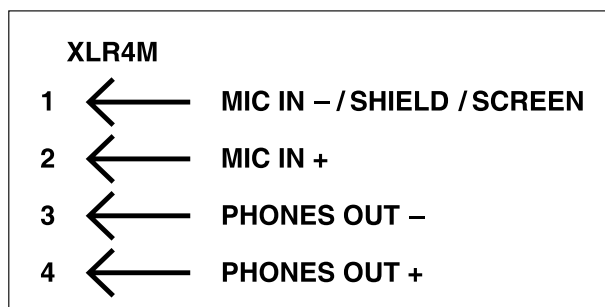 XLR4M
1 MIC IN – / SHIELD / SCREEN
2 MIC IN +
3 PHONES OUT –
4 PHONES OUT +